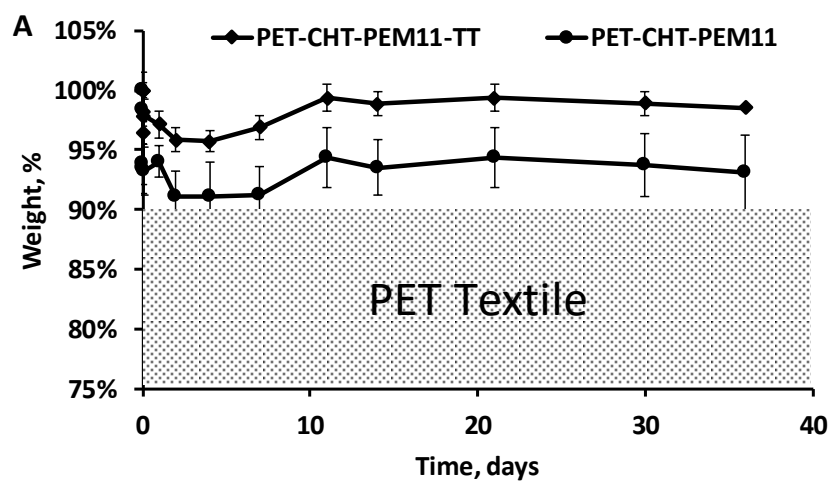 A
105%
PET-CHT-PEM11-TT
PET-CHT-PEM11
100%
95%
90%
85%
80%
75%
Weight, %
PET Textile
0
10
20
30
40
Time, days